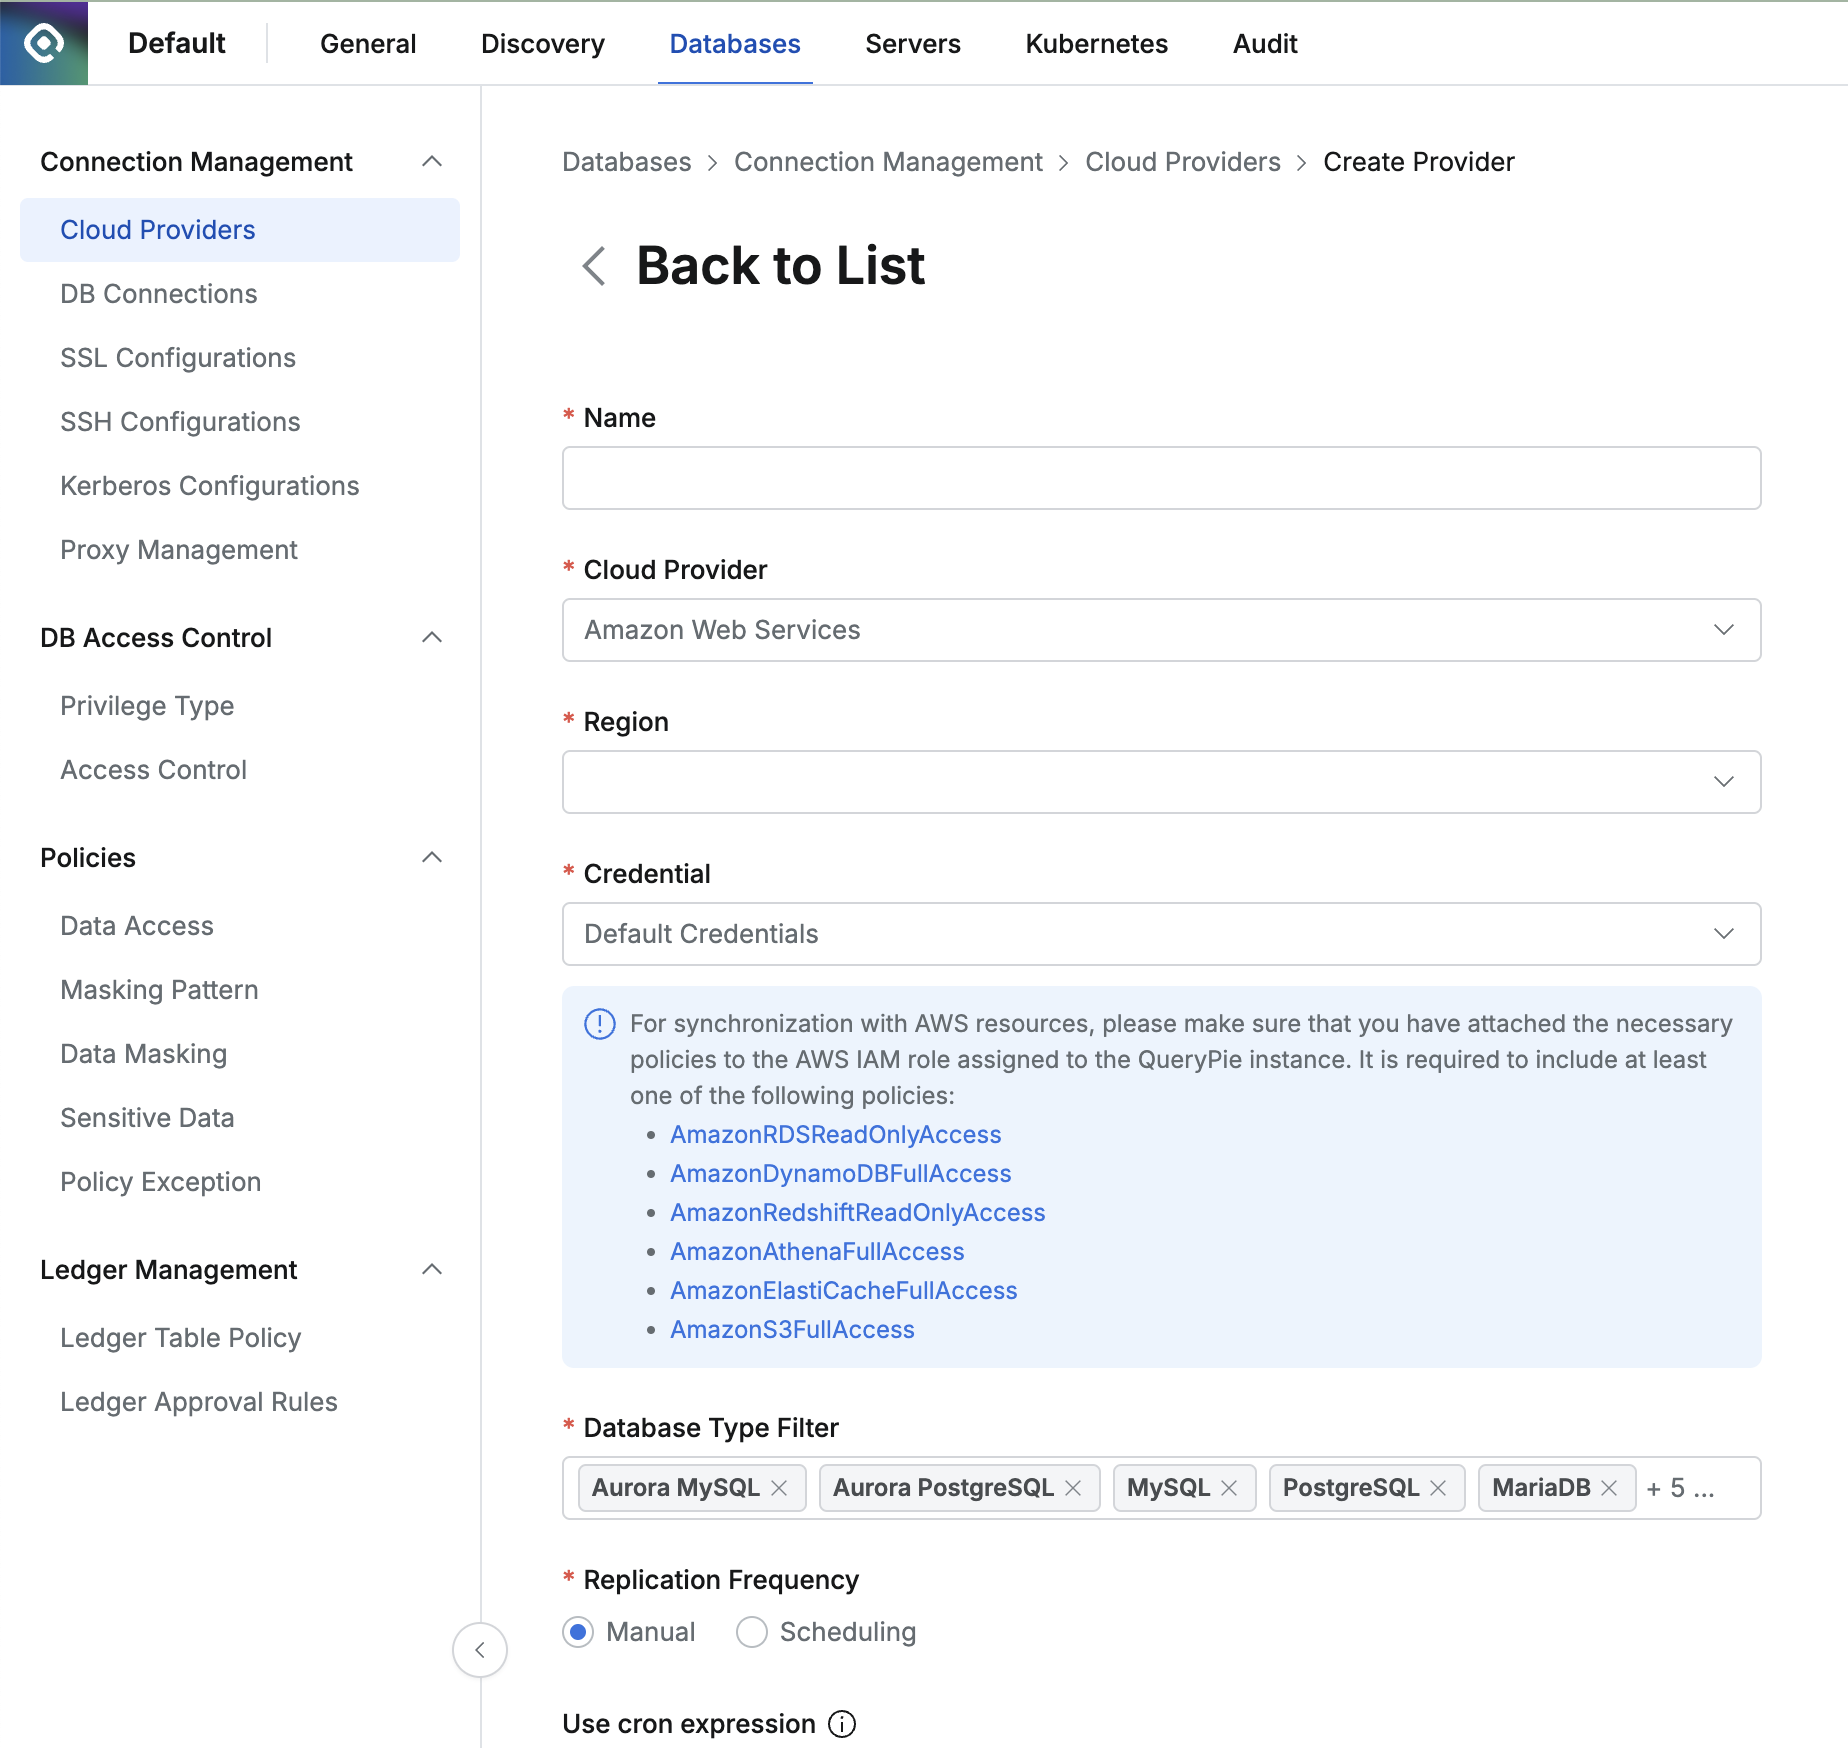 Default
General
Discovery
Databases
Servers
Kubernetes
Audit
Connection Management
Cloud Providers
DB Connections
SSL Configurations
SSH Configurations
Kerberos Configurations
Proxy Management
DB Access Control
Privilege Type
Access Control
Policies
Data Access
Masking Pattern
Data Masking
Sensitive Data
Policy Exception
Ledger Management
Ledger Table Policy
Ledger Approval Rules
Databases > Connection Management > Cloud Providers > Create Provider
Back to List
* Name
* Cloud Provider
Amazon Web Services
* Region
* Credential
Default Credentials
For synchronization with AWS resources, please make sure that you have attached the necessary
policies to the AWS IAM role assigned to the QueryPie instance. It is required to include at least
one of the following policies:
• AmazonRDSReadOnlyAccess
• AmazonDynamoDBFullAccess
• AmazonRedshiftReadOnlyAccess
• AmazonAthenaFullAccess
• AmazonElastiCacheFullAccess
• AmazonS3FullAccess
* Database Type Filter
Aurora MySQL × Aurora PostgreSQL × MySQL × PostgreSQL × MariaDB × + 5 ...
* Replication Frequency
Manual Scheduling
Use cron expression